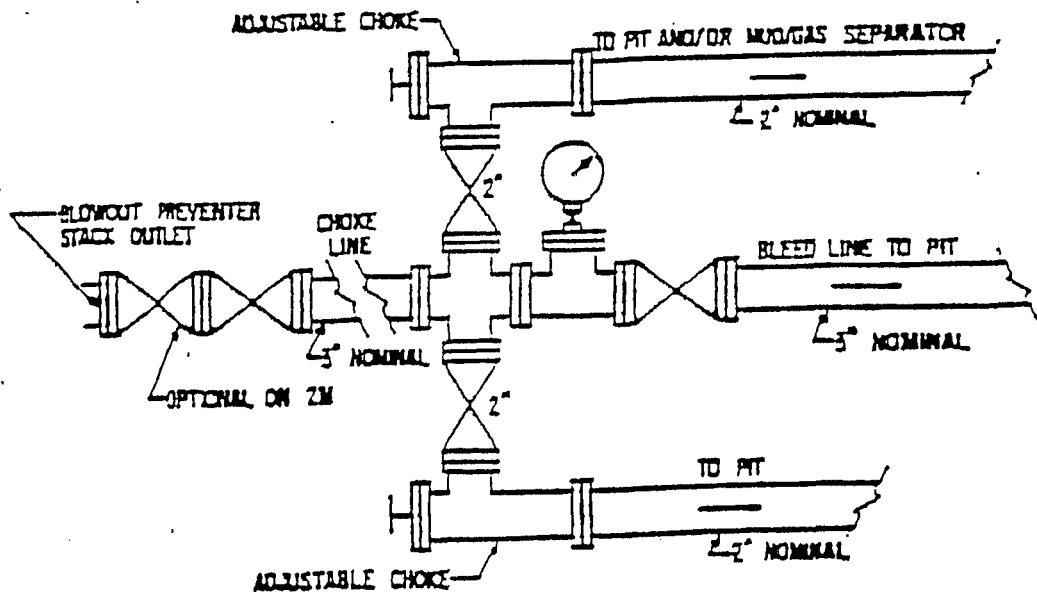 ADJUSTABLE CHOKE
TO PIT AND/OR MUD/GAS SEPARATOR
2" NOMINAL
2"
BLOWOUT PREVENTER
STACK OUTLET
CHOKE
LINE
BLEED LINE TO PIT
3" NOMINAL
3" NOMINAL
OPTIONAL ON 2M
2"
TO PIT
2" NOMINAL
ADJUSTABLE CHOKE